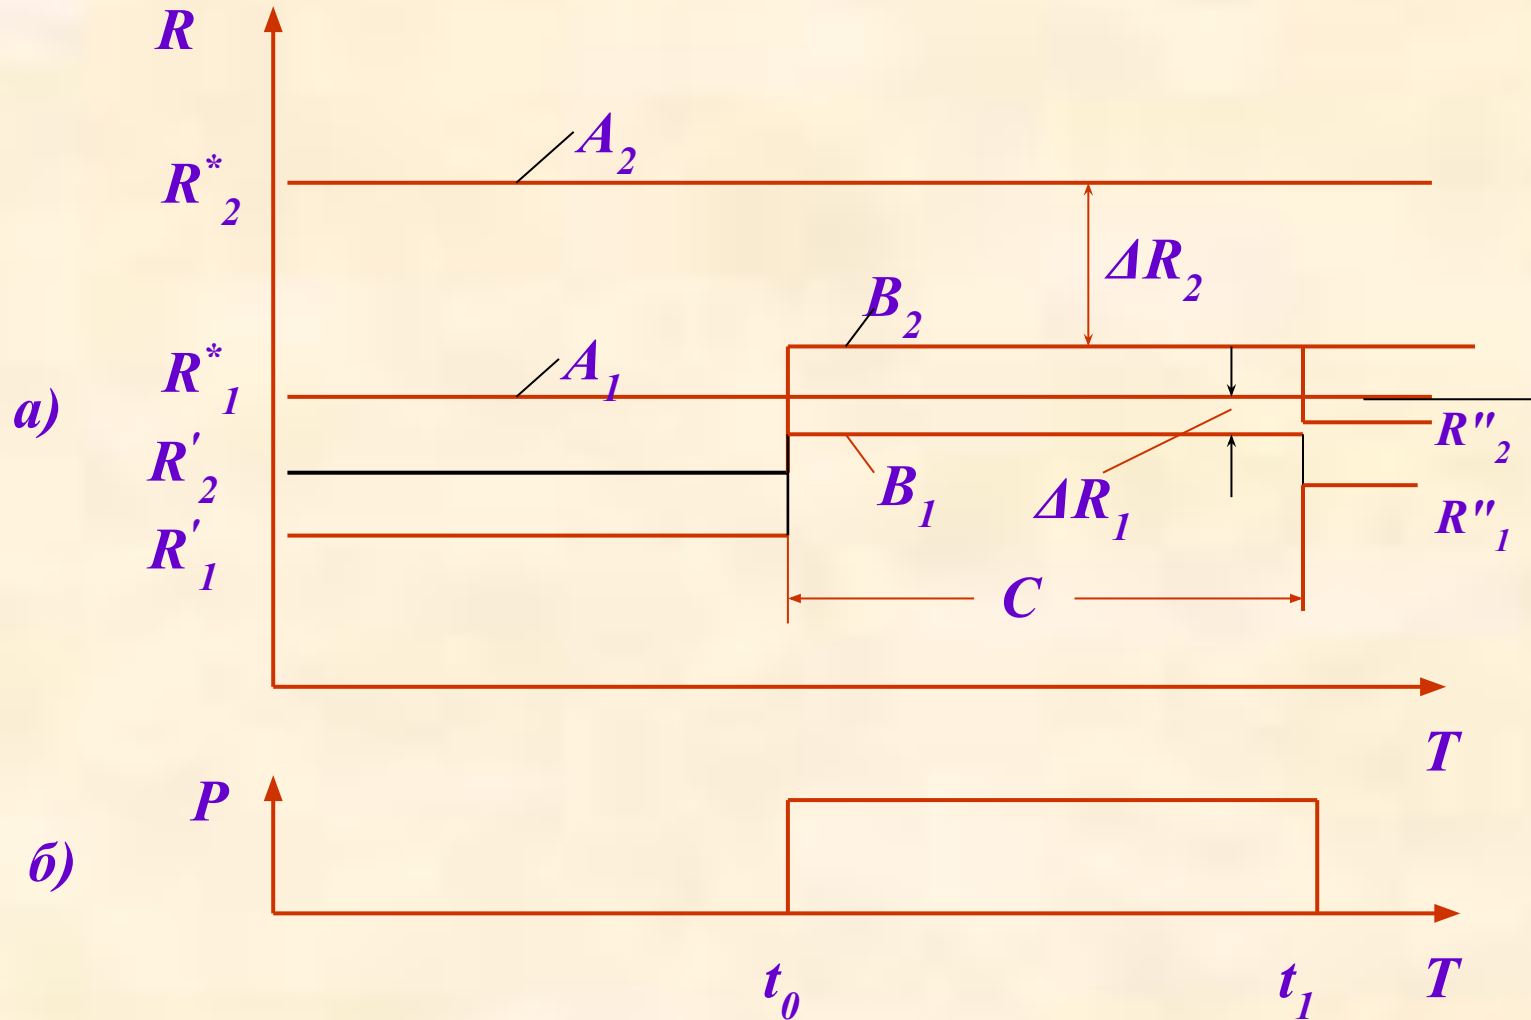 R
A₂
R*₂
ΔR₂
B₂
R*₁
A₁
а)
R''₂
R'₂
B₁
ΔR₁
R''₁
R'₁
C
T
P
б)
t₀
t₁
T